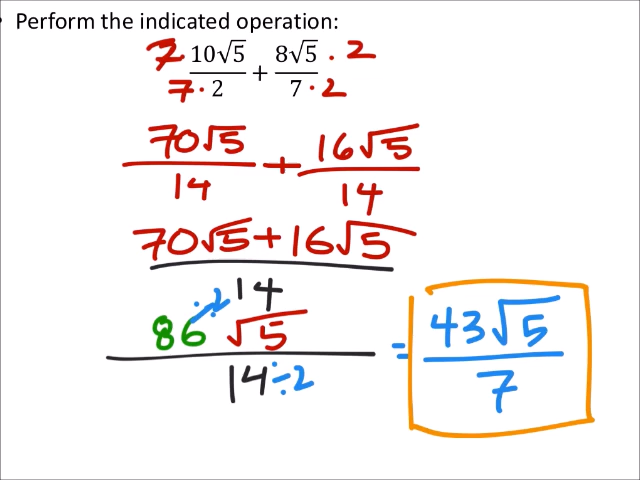 • Perform the indicated operation:
7 10√5 + 8√5 · 2
7 · 2 7 · 2
70√5 + 16√5
14 14
70√5 + 16√5
14
86 ÷2 √5
14 ÷2
= 43√5
7